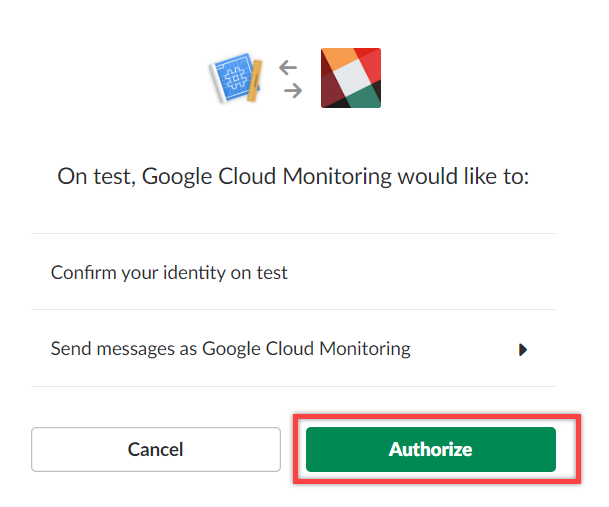 On test, Google Cloud Monitoring would like to:
Confirm your identity on test
Send messages as Google Cloud Monitoring
Cancel
Authorize